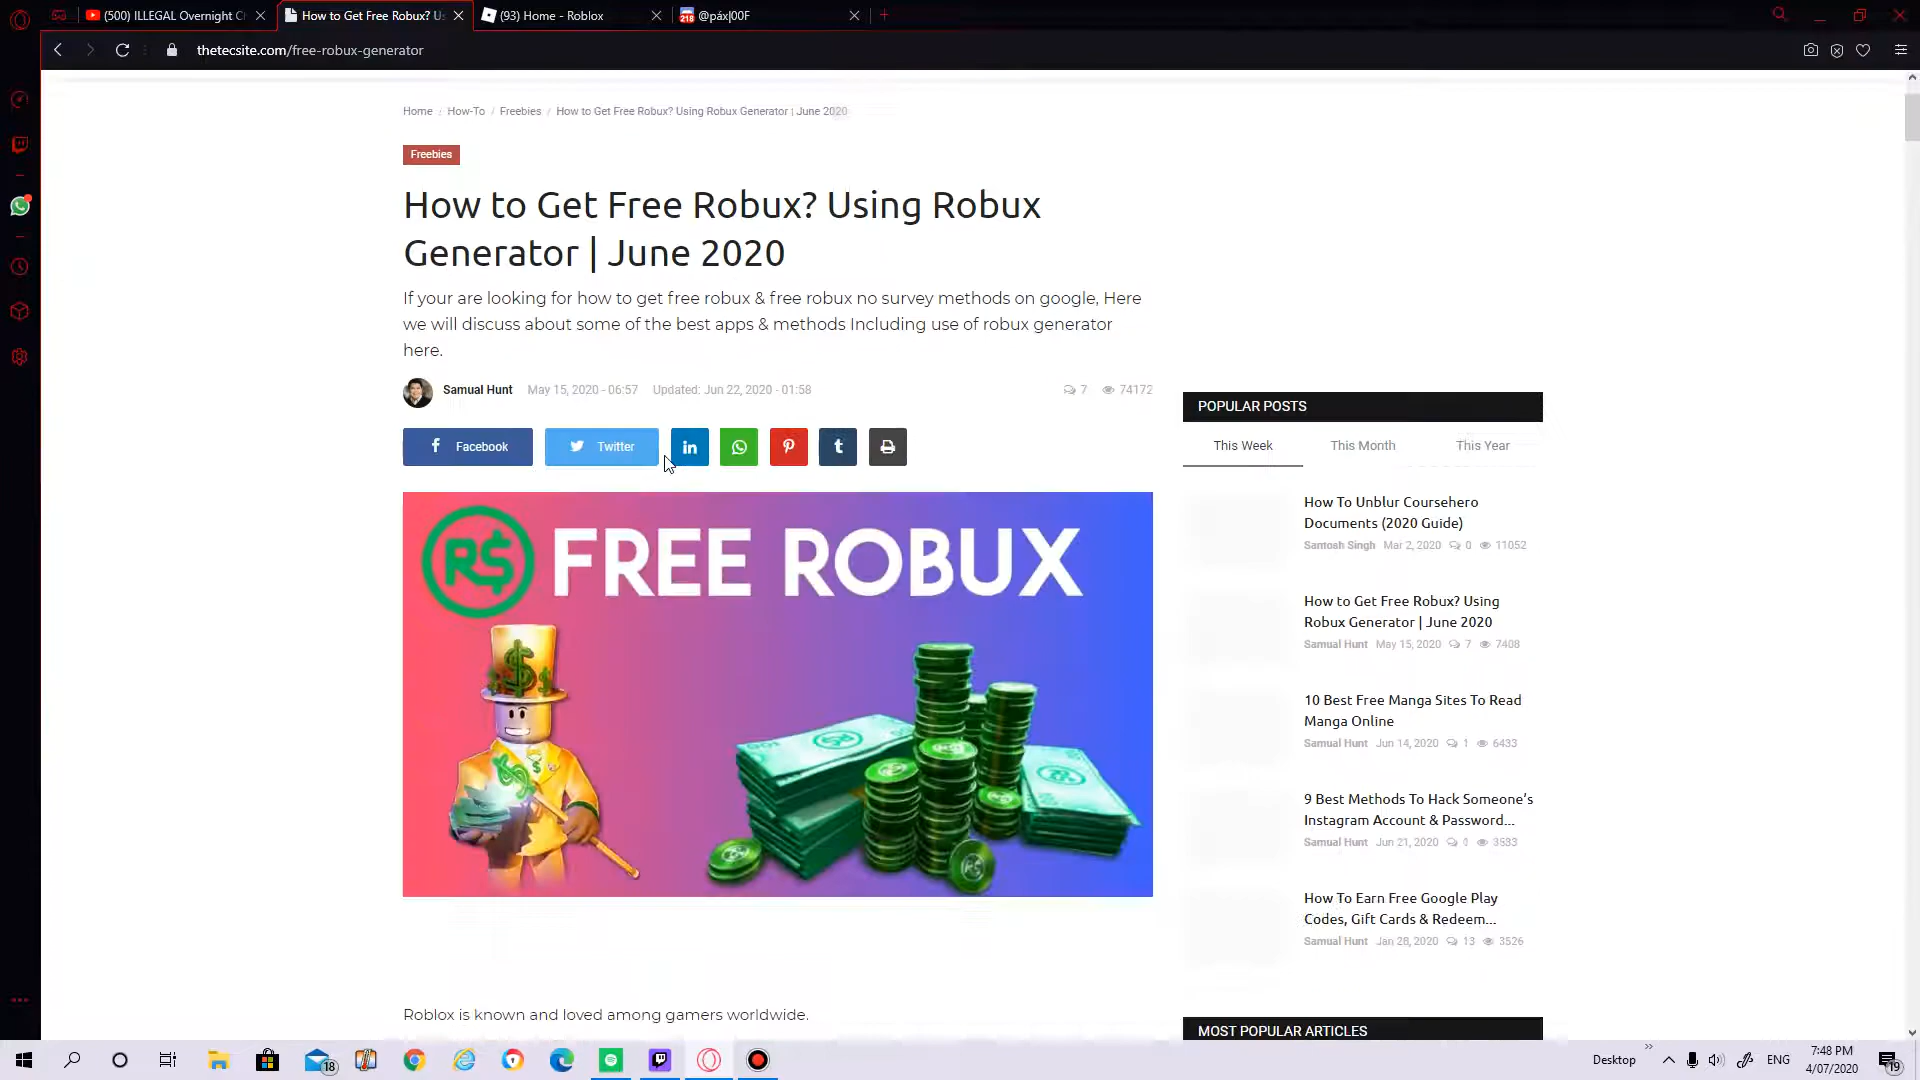 (500) ILLEGAL Overnight C
How to Get Free Robux? U
(93) Home - Roblox
218
@páx|00F
thetecsite.com/free-robux-generator
Home / How-To / Freebies / How to Get Free Robux? Using Robux Generator | June 2020
Freebies
How to Get Free Robux? Using Robux
Generator | June 2020
If your are looking for how to get free robux & free robux no survey methods on google, Here
we will discuss about some of the best apps & methods Including use of robux generator
here.
Samual Hunt May 15, 2020 - 06:57 Updated: Jun 22, 2020 - 01:58 7 74172
Facebook
Twitter
R$ FREE ROBUX
Roblox is known and loved among gamers worldwide.
POPULAR POSTS
This Week This Month This Year
How To Unblur Coursehero
Documents (2020 Guide)
Santosh Singh Mar 2, 2020 0 11052
How to Get Free Robux? Using
Robux Generator | June 2020
Samual Hunt May 15, 2020 7 7408
10 Best Free Manga Sites To Read
Manga Online
Samual Hunt Jun 14, 2020 1 6433
9 Best Methods To Hack Someone's
Instagram Account & Password...
Samual Hunt Jun 21, 2020 0 3533
How To Earn Free Google Play
Codes, Gift Cards & Redeem...
Samual Hunt Jan 28, 2020 13 3526
MOST POPULAR ARTICLES
18
Desktop
ENG
7:48 PM
4/07/2020
19